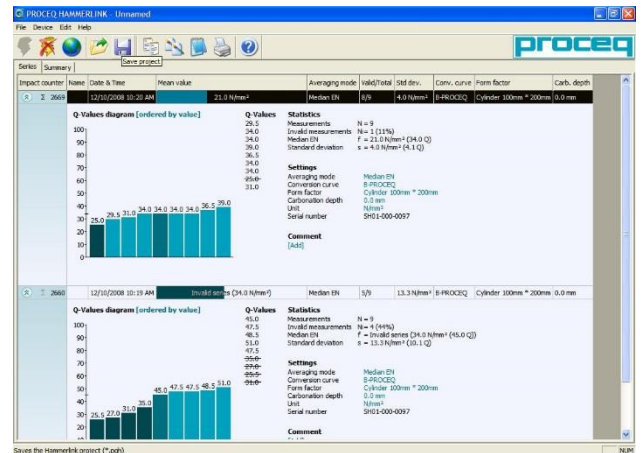 PROCEQ HAMMERLINK - Unnamed
File Device Edit Help
proceq
Save project
Series Summary
Impact counter Name Date & Time Mean value Averaging mode Valid/Total Std dev. Conv. curve Form factor Carb. depth
Σ 2669 12/10/2008 10:20 AM 21.0 N/mm² Median EN 8/9 4.0 N/mm² B-PROCEQ Cylinder 100mm * 200mm 0.0 mm
Q-Values diagram [ordered by value]
100
90
80
70
60
50
40
30
20
10
0
25.0 29.5 31.0 34.0 34.0 34.0 34.0 36.5 39.0
Q-Values
29.5
34.0
34.0
39.0
36.5
34.0
34.0
25.0
31.0
Statistics
Measurements N = 9
Invalid measurements Ni = 1 (11%)
Median EN f = 21.0 N/mm² (34.0 Q)
Standard deviation s = 4.0 N/mm² (4.1 Q)
Settings
Averaging mode Median EN
Conversion curve B-PROCEQ
Form factor Cylinder 100mm * 200mm
Carbonation depth 0.0 mm
Unit N/mm²
Serial number SH01-000-0097
Comment
[Add]
Σ 2660 12/10/2008 10:19 AM Invalid series (34.0 N/mm²) Median EN 5/9 13.3 N/mm² B-PROCEQ Cylinder 100mm * 200mm 0.0 mm
Q-Values diagram [ordered by value]
100
90
80
70
60
50
40
30
20
25.5 27.0 31.0 35.0 45.0 47.5 47.5 48.5 51.0
Q-Values
45.0
47.5
48.5
51.0
47.5
35.0
27.0
25.5
31.0
Statistics
Measurements N = 9
Invalid measurements Ni = 4 (44%)
Median EN f = Invalid series (34.0 N/mm² (45.0 Q))
Standard deviation s = 13.3 N/mm² (10.1 Q)
Settings
Averaging mode Median EN
Conversion curve B-PROCEQ
Form factor Cylinder 100mm * 200mm
Carbonation depth 0.0 mm
Unit N/mm²
Serial number SH01-000-0097
Comment
Saves the Hammerlink project (*.pqh)
NUM